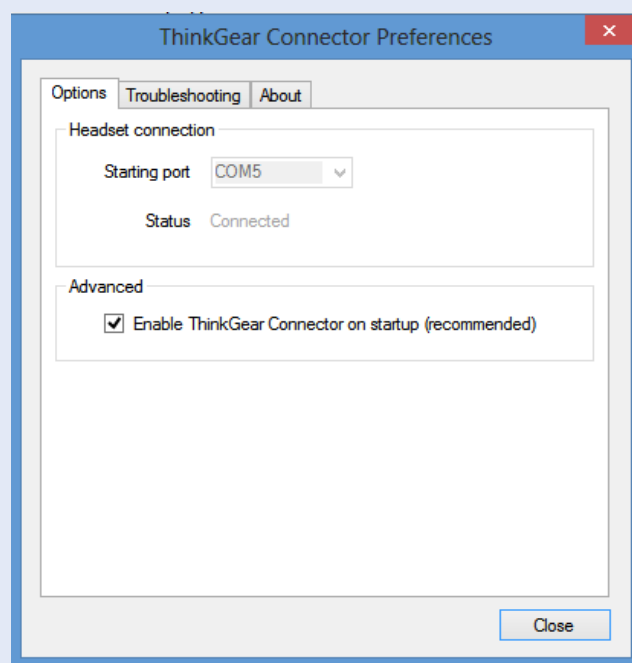 ThinkGear Connector Preferences
Options Troubleshooting About
Headset connection
Starting port COM5
Status Connected
Advanced
Enable ThinkGear Connector on startup (recommended)
Close